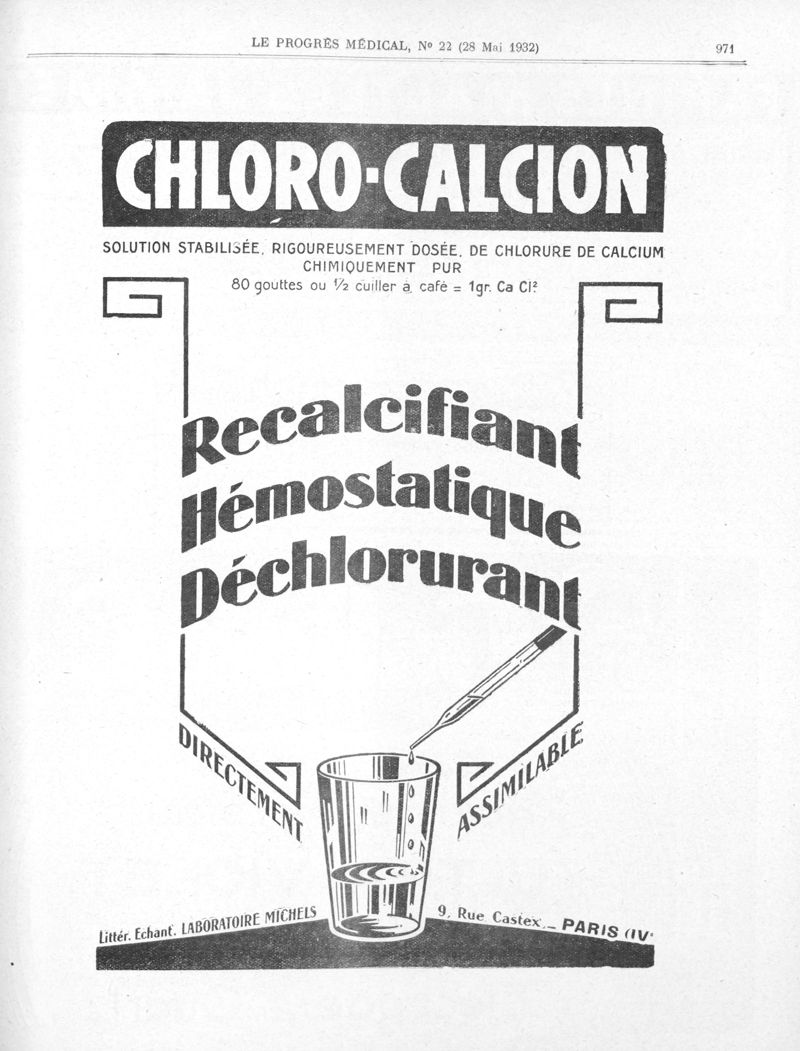 LE PROGRÈS MÉDICAL, Nº 22 (28 Mai 1932) 971
CHLORO-CALCION
SOLUTION STABILISÉE, RIGOUREUSEMENT DOSÉE, DE CHLORURE DE CALCIUM
CHIMIQUEMENT PUR
80 gouttes ou ½ cuiller à café = 1gr. Ca Cl²
Recalcifiant
Hémostatique
Déchlorurant
DIRECTEMENT ASSIMILABLE
Littér. Echant. LABORATOIRE MICHELS 9, Rue Castex._ PARIS (IV